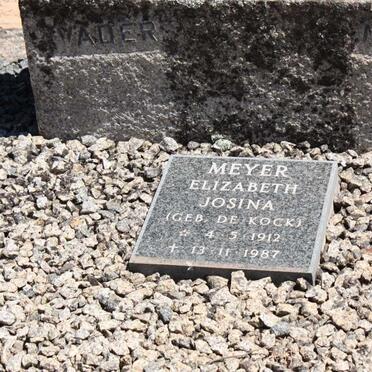 VADER
MEYER
ELIZABETH
JOSINA
(GEB. DE KOCK)
☆ 4·5·1912
✝ 13·11·1987